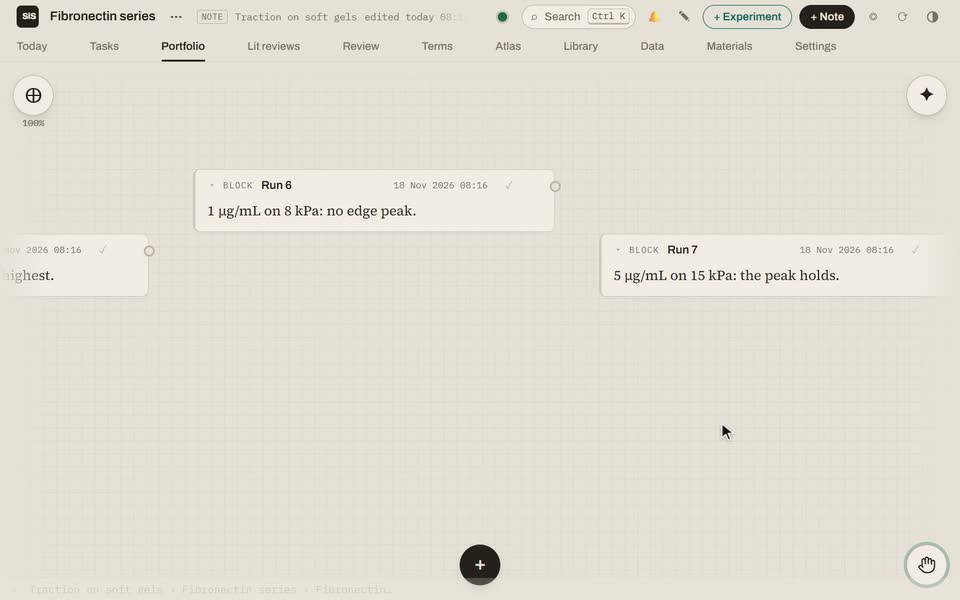 SiS Fibronectin series ··· NOTE Traction on soft gels edited today 08:1 Search Ctrl K + Experiment + Note
Today Tasks Portfolio Lit reviews Review Terms Atlas Library Data Materials Settings
100%
BLOCK Run 6 18 Nov 2026 08:16 ✓
1 µg/mL on 8 kPa: no edge peak.
nov 2026 08:16 ✓
highest.
BLOCK Run 7 18 Nov 2026 08:16 ✓
5 µg/mL on 15 kPa: the peak holds.
+
Traction on soft gels › Fibronectin series › Fibronectin…